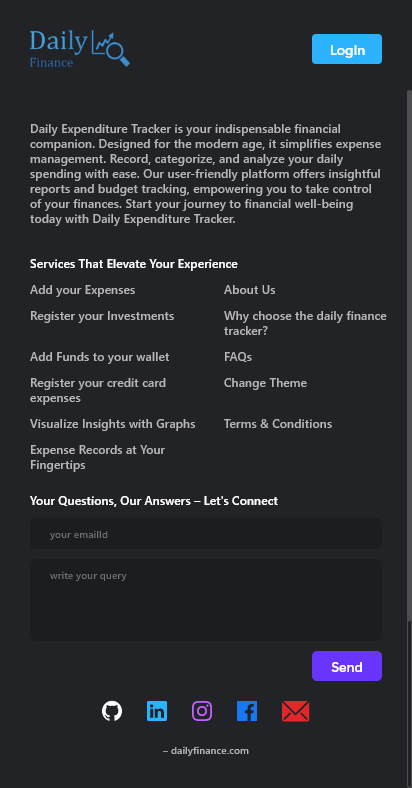 Daily
Finance
LogIn
Daily Expenditure Tracker is your indispensable financial
companion. Designed for the modern age, it simplifies expense
management. Record, categorize, and analyze your daily
spending with ease. Our user-friendly platform offers insightful
reports and budget tracking, empowering you to take control
of your finances. Start your journey to financial well-being
today with Daily Expenditure Tracker.
Services That Elevate Your Experience
Add your Expenses
About Us
Register your Investments
Why choose the daily finance
tracker?
Add Funds to your wallet
FAQs
Register your credit card
expenses
Change Theme
Visualize Insights with Graphs
Terms & Conditions
Expense Records at Your
Fingertips
Your Questions, Our Answers – Let's Connect
your emailId
write your query
Send
– dailyfinance.com